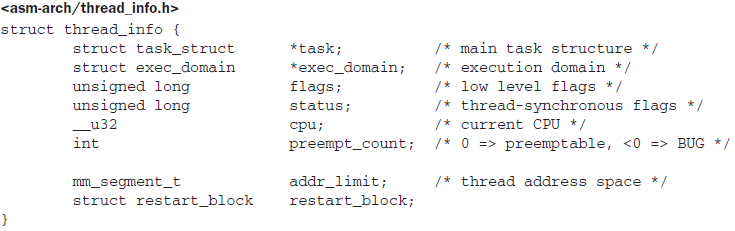 <asm-arch/thread_info.h>
struct thread_info {
        struct task_struct      *task;          /* main task structure */
        struct exec_domain      *exec_domain;   /* execution domain */
        unsigned long           flags;          /* low level flags */
        unsigned long           status;         /* thread-synchronous flags */
        __u32                   cpu;            /* current CPU */
        int                     preempt_count;  /* 0 => preemptable, <0 => BUG */

        mm_segment_t            addr_limit;     /* thread address space */
        struct restart_block    restart_block;
}